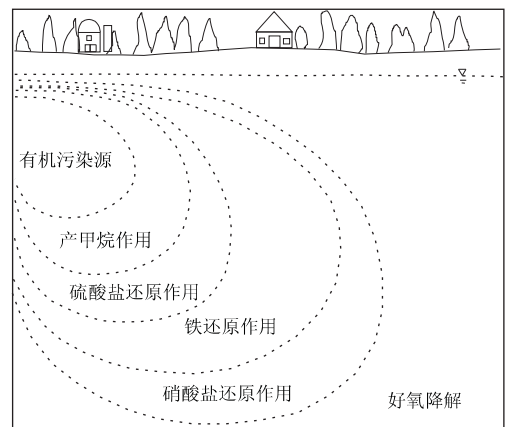 有机污染源
产甲烷作用
硫酸盐还原作用
铁还原作用
硝酸盐还原作用
好氧降解